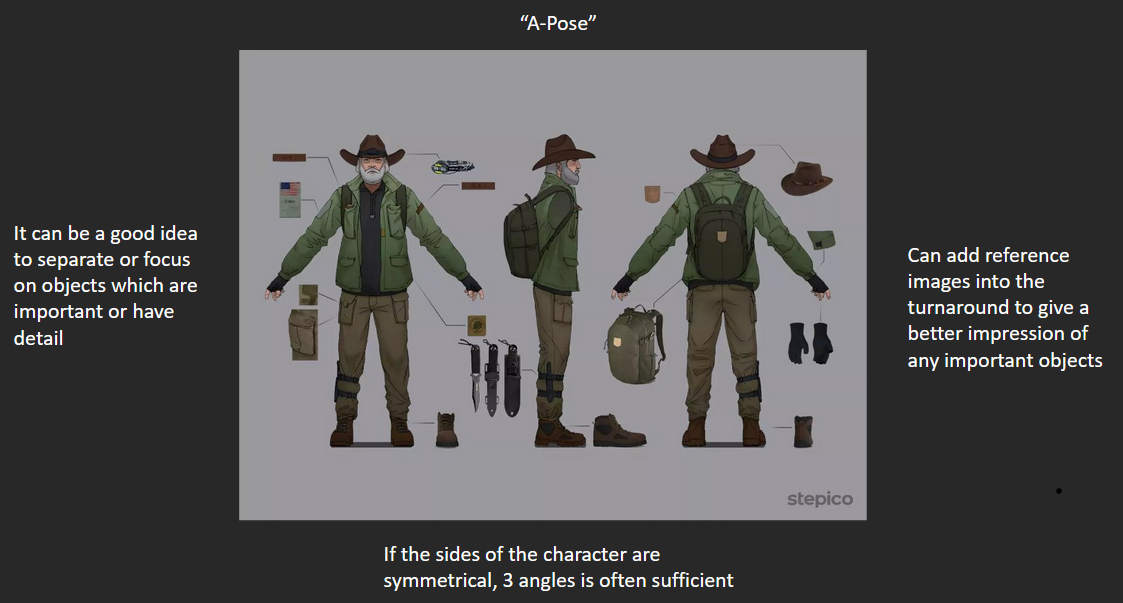 “A-Pose”
It can be a good idea
to separate or focus
on objects which are
important or have
detail
Can add reference
images into the
turnaround to give a
better impression of
any important objects
stepico
If the sides of the character are
symmetrical, 3 angles is often sufficient